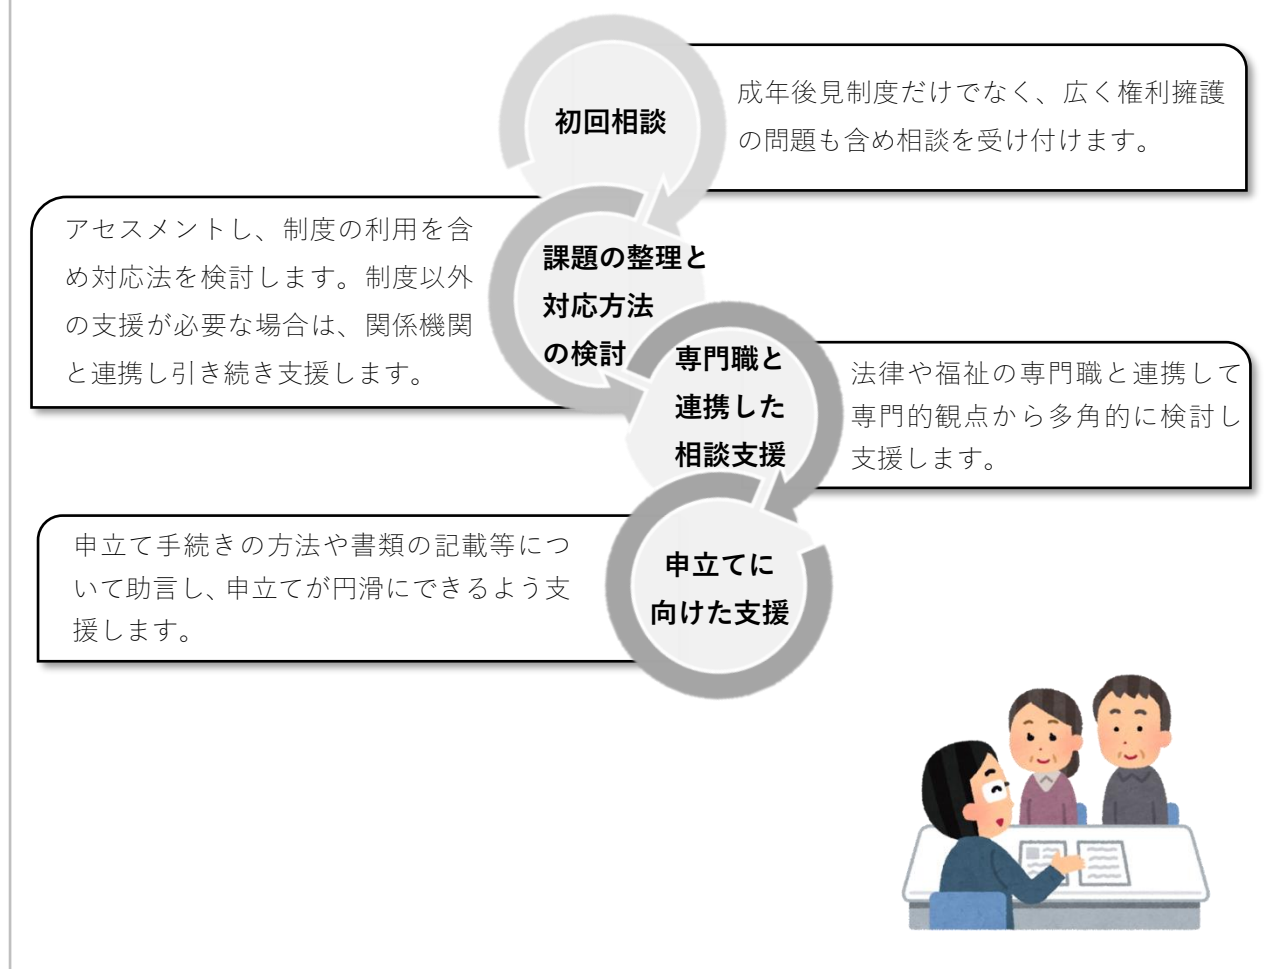 初回相談
成年後見制度だけでなく、広く権利擁護
の問題も含め相談を受け付けます。
課題の整理と
対応方法
の検討
アセスメントし、制度の利用を含
め対応法を検討します。制度以外
の支援が必要な場合は、関係機関
と連携し引き続き支援します。
専門職と
連携した
相談支援
法律や福祉の専門職と連携して
専門的観点から多角的に検討し
支援します。
申立てに
向けた支援
申立て手続きの方法や書類の記載等につ
いて助言し、申立てが円滑にできるよう支
援します。